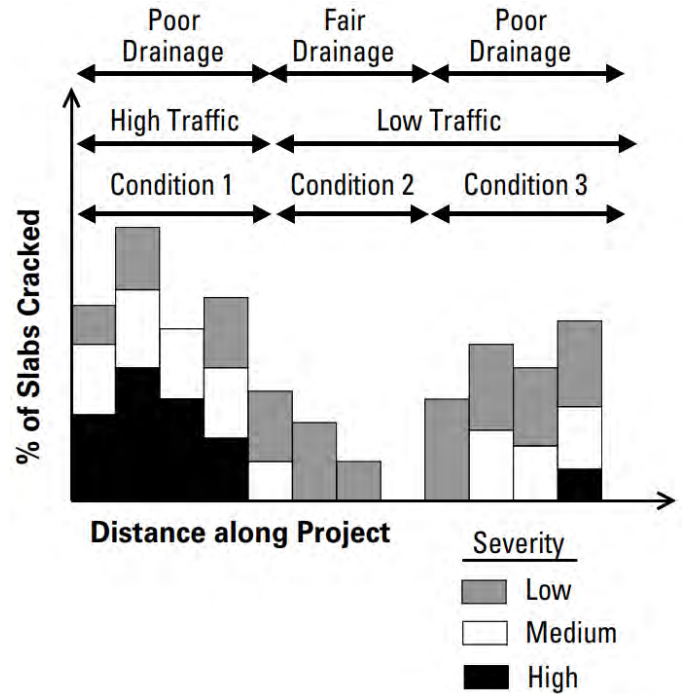 Poor
Drainage
Fair
Drainage
Poor
Drainage
High Traffic
Low Traffic
Condition 1
Condition 2
Condition 3
% of Slabs Cracked
Distance along Project
Severity
Low
Medium
High